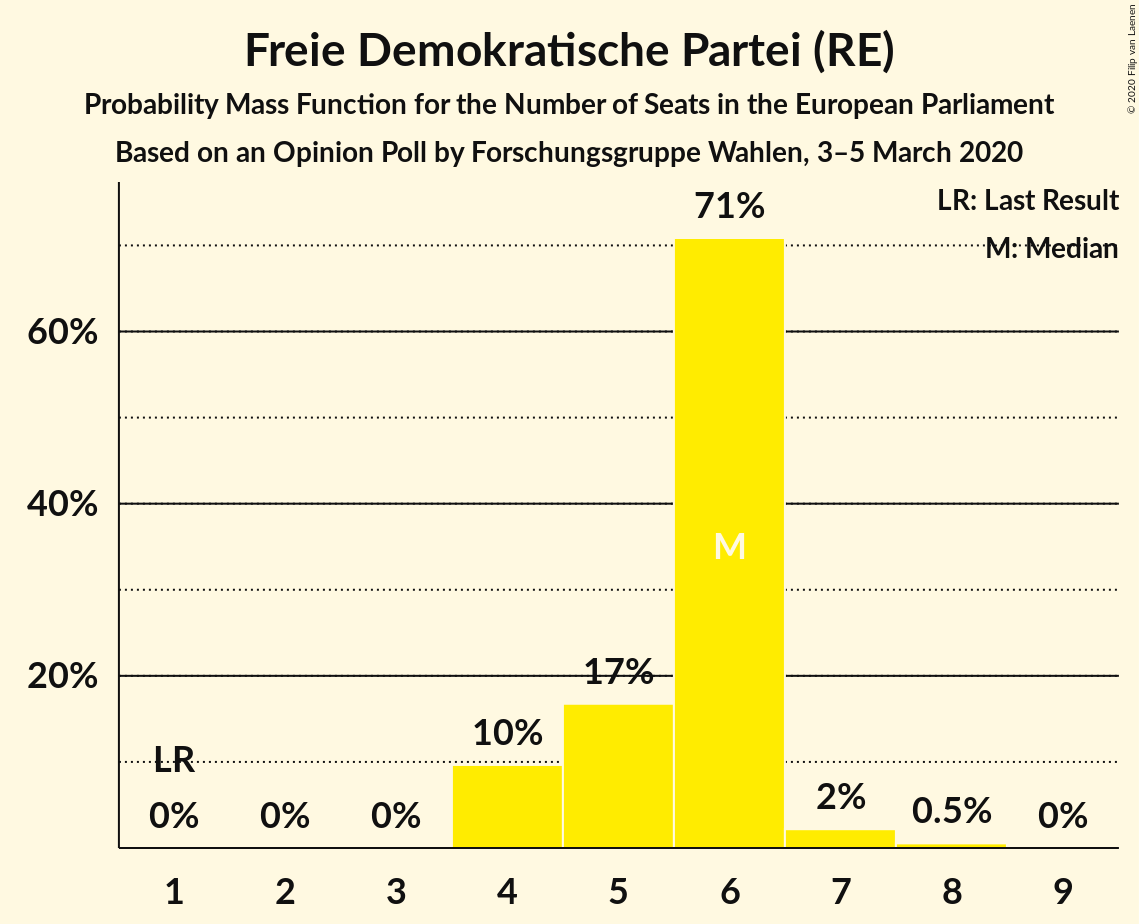 Freie Demokratische Partei (RE)
Probability Mass Function for the Number of Seats in the European Parliament
Based on an Opinion Poll by Forschungsgruppe Wahlen, 3–5 March 2020
© 2020 Filip van Laenen
LR: Last Result
M: Median
71%
60%
40%
M
20%
17%
10%
LR
0%
0%
0%
2%
0.5%
0%
1
2
3
4
5
6
7
8
9